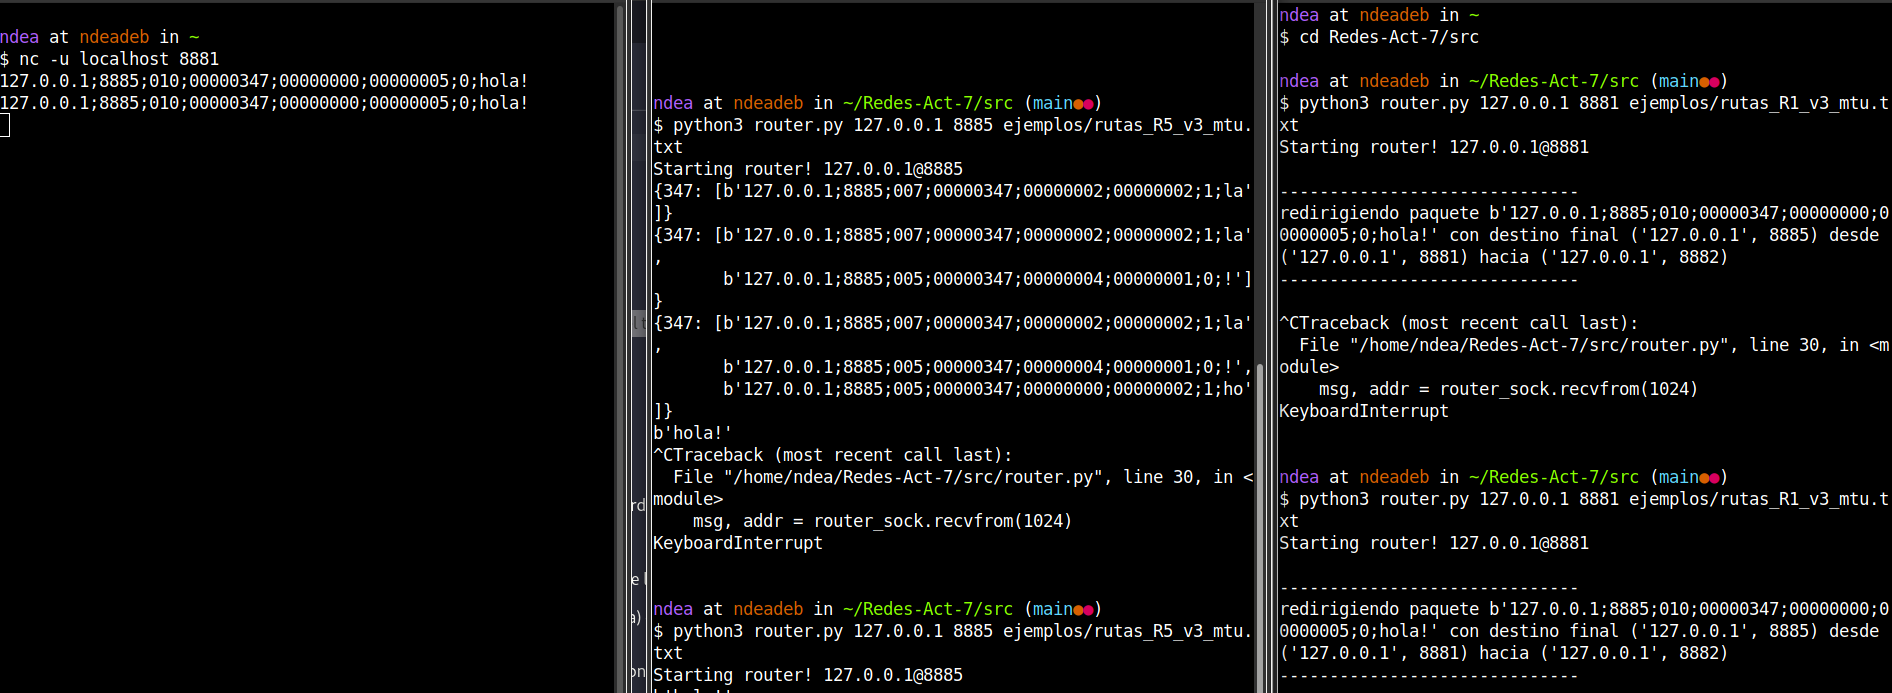 ndea at ndeadeb in ~
$ nc -u localhost 8881
127.0.0.1;8885;010;00000347;00000000;00000005;0;hola!
127.0.0.1;8885;010;00000347;00000000;00000005;0;hola!
lt
rd
el
a)
on
ndea at ndeadeb in ~/Redes-Act-7/src (main●●)
$ python3 router.py 127.0.0.1 8885 ejemplos/rutas_R5_v3_mtu.
txt
Starting router! 127.0.0.1@8885
{347: [b'127.0.0.1;8885;007;00000347;00000002;00000002;1;la'
]}
{347: [b'127.0.0.1;8885;007;00000347;00000002;00000002;1;la'
,
b'127.0.0.1;8885;005;00000347;00000004;00000001;0;!']
}
{347: [b'127.0.0.1;8885;007;00000347;00000002;00000002;1;la'
,
b'127.0.0.1;8885;005;00000347;00000004;00000001;0;!',
b'127.0.0.1;8885;005;00000347;00000000;00000002;1;ho'
]}
b'hola!'
^CTraceback (most recent call last):
File "/home/ndea/Redes-Act-7/src/router.py", line 30, in <
module>
msg, addr = router_sock.recvfrom(1024)
KeyboardInterrupt
ndea at ndeadeb in ~/Redes-Act-7/src (main●●)
$ python3 router.py 127.0.0.1 8885 ejemplos/rutas_R5_v3_mtu.
txt
Starting router! 127.0.0.1@8885
ndea at ndeadeb in ~
$ cd Redes-Act-7/src
ndea at ndeadeb in ~/Redes-Act-7/src (main●●)
$ python3 router.py 127.0.0.1 8881 ejemplos/rutas_R1_v3_mtu.t
xt
Starting router! 127.0.0.1@8881
------------------------------
redirigiendo paquete b'127.0.0.1;8885;010;00000347;00000000;0
0000005;0;hola!' con destino final ('127.0.0.1', 8885) desde
('127.0.0.1', 8881) hacia ('127.0.0.1', 8882)
------------------------------
^CTraceback (most recent call last):
File "/home/ndea/Redes-Act-7/src/router.py", line 30, in <m
odule>
msg, addr = router_sock.recvfrom(1024)
KeyboardInterrupt
ndea at ndeadeb in ~/Redes-Act-7/src (main●●)
$ python3 router.py 127.0.0.1 8881 ejemplos/rutas_R1_v3_mtu.t
xt
Starting router! 127.0.0.1@8881
------------------------------
redirigiendo paquete b'127.0.0.1;8885;010;00000347;00000000;0
0000005;0;hola!' con destino final ('127.0.0.1', 8885) desde
('127.0.0.1', 8881) hacia ('127.0.0.1', 8882)
------------------------------